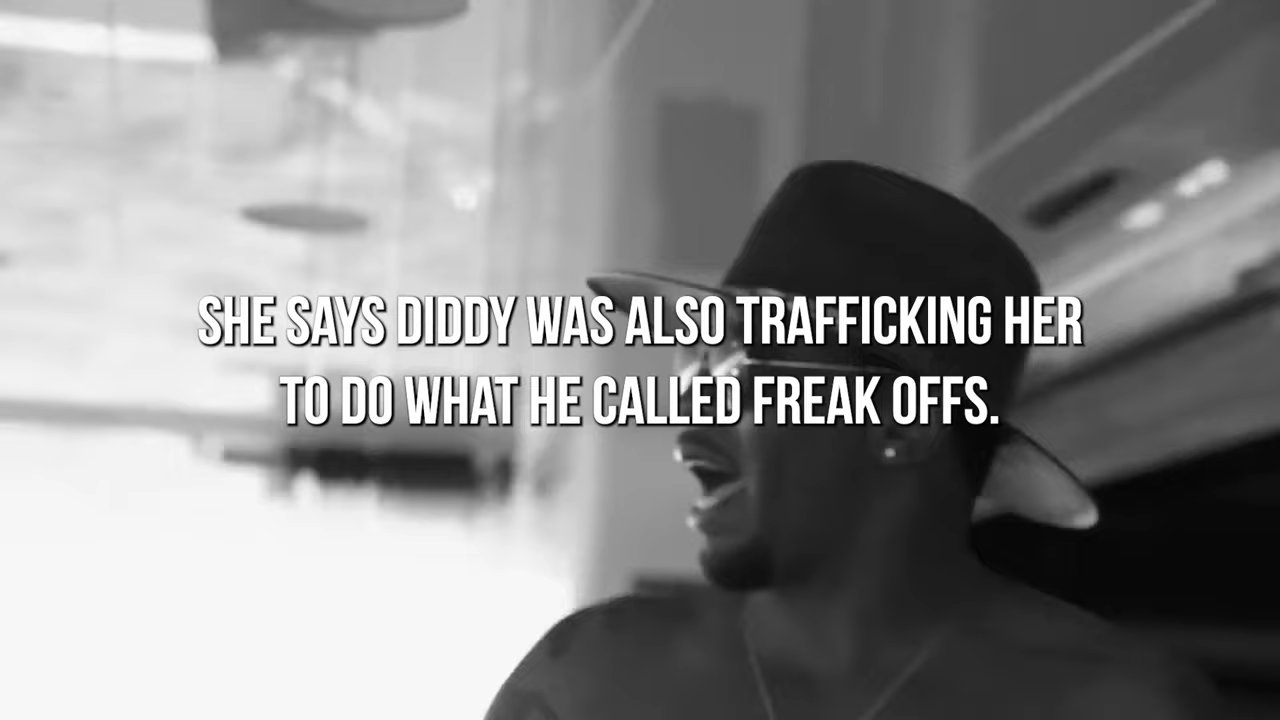 SHE SAYS DIDDY WAS ALSO TRAFFICKING HER
TO DO WHAT HE CALLED FREAK OFFS.